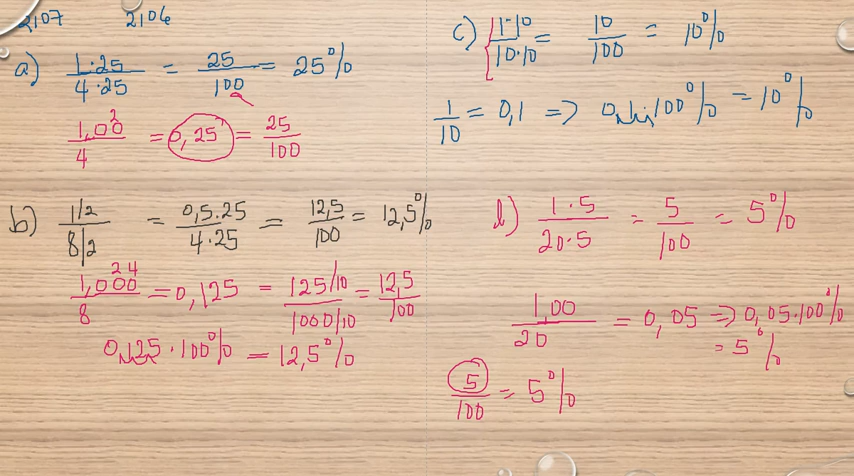 2107 2106
a) 1·25/4·25 = 25/100 = 25%
1,00/4 = 0,25 = 25/100
b) 1/2/8/2 = 0,5·25/4·25 = 12,5/100 = 12,5%
1,000/8 = 0,125 = 125/10/1000/10 = 12,5/100
0,125·100% = 12,5%
c) 1·10/10·10 = 10/100 = 10%
1/10 = 0,1 => 0,1·100% = 10%
d) 1·5/20·5 = 5/100 = 5%
1,00/20 = 0,05 => 0,05·100%
= 5%
5/100 = 5%